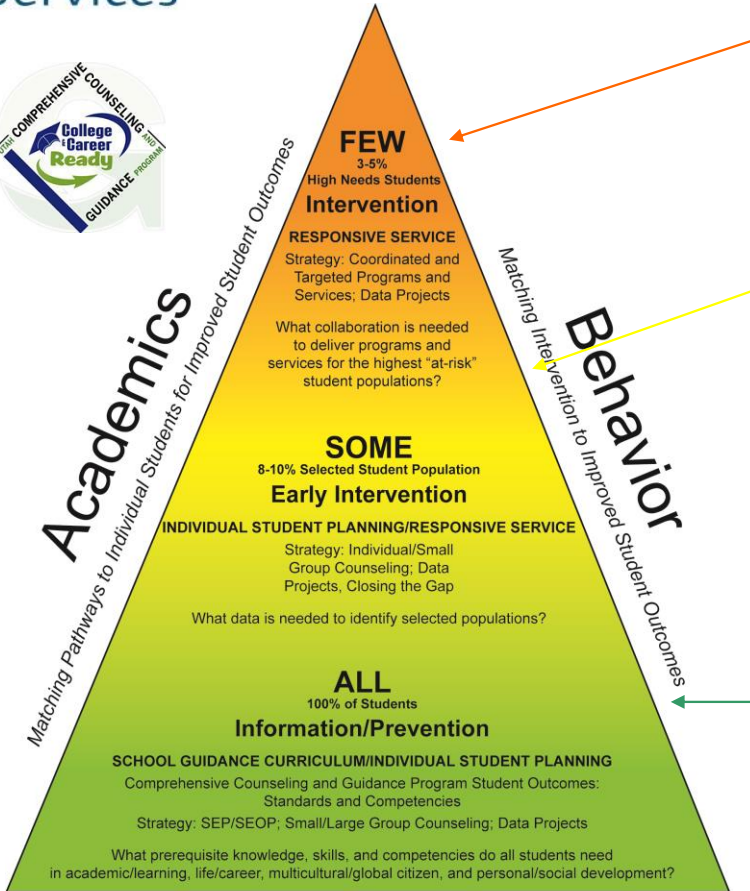 Services
UTAH COMPREHENSIVE COUNSELING AND
GUIDANCE PROGRAM
College
& Career
Ready
Academics
Matching Pathways to Individual Students for Improved Student Outcomes
FEW
3-5%
High Needs Students
Intervention
RESPONSIVE SERVICE
Strategy: Coordinated and
Targeted Programs and
Services; Data Projects
What collaboration is needed
to deliver programs and
services for the highest “at-risk”
student populations?
Behavior
Matching Intervention to Improved Student Outcomes
SOME
8-10% Selected Student Population
Early Intervention
INDIVIDUAL STUDENT PLANNING/RESPONSIVE SERVICE
Strategy: Individual/Small
Group Counseling; Data
Projects, Closing the Gap
What data is needed to identify selected populations?
ALL
100% of Students
Information/Prevention
SCHOOL GUIDANCE CURRICULUM/INDIVIDUAL STUDENT PLANNING
Comprehensive Counseling and Guidance Program Student Outcomes:
Standards and Competencies
Strategy: SEP/SEOP; Small/Large Group Counseling; Data Projects
What prerequisite knowledge, skills, and competencies do all students need
in academic/learning, life/career, multicultural/global citizen, and personal/social development?